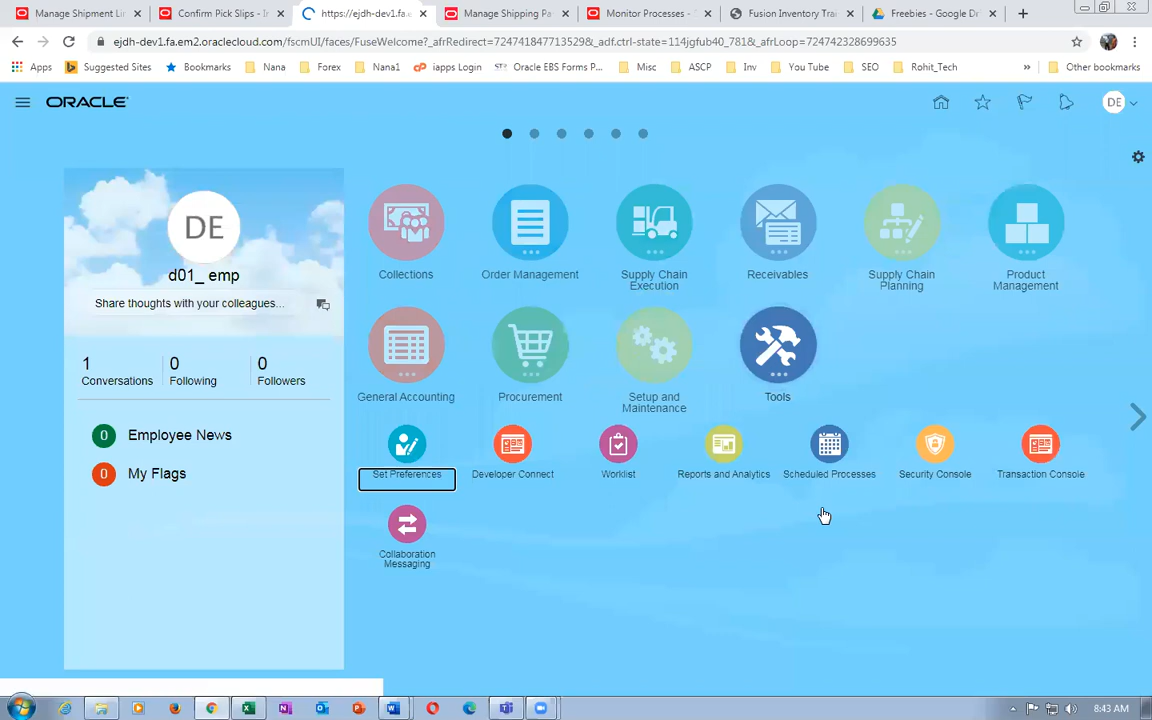 Manage Shipment Lin
Confirm Pick Slips - In
https://ejdh-dev1.fa.e
Manage Shipping Pa
Monitor Processes -
Fusion Inventory Trai
Freebies - Google Dr
ejdh-dev1.fa.em2.oraclecloud.com/fscmUI/faces/FuseWelcome?_afrRedirect=724741847713529&_adf.ctrl-state=114jgfub40_781&_afrLoop=724742328699635
Apps
Suggested Sites
Bookmarks
Nana
Forex
Nana1
iapps Login
Oracle EBS Forms P...
Misc
ASCP
Inv
You Tube
SEO
Rohit_Tech
»
Other bookmarks
ORACLE
DE
DE
d01_ emp
Share thoughts with your colleagues...
1
Conversations
0
Following
0
Followers
0 Employee News
0 My Flags
Collections
Order Management
Supply Chain
Execution
Receivables
Supply Chain
Planning
Product
Management
General Accounting
Procurement
Setup and
Maintenance
Tools
Set Preferences
Developer Connect
Worklist
Reports and Analytics
Scheduled Processes
Security Console
Transaction Console
Collaboration
Messaging
8:43 AM